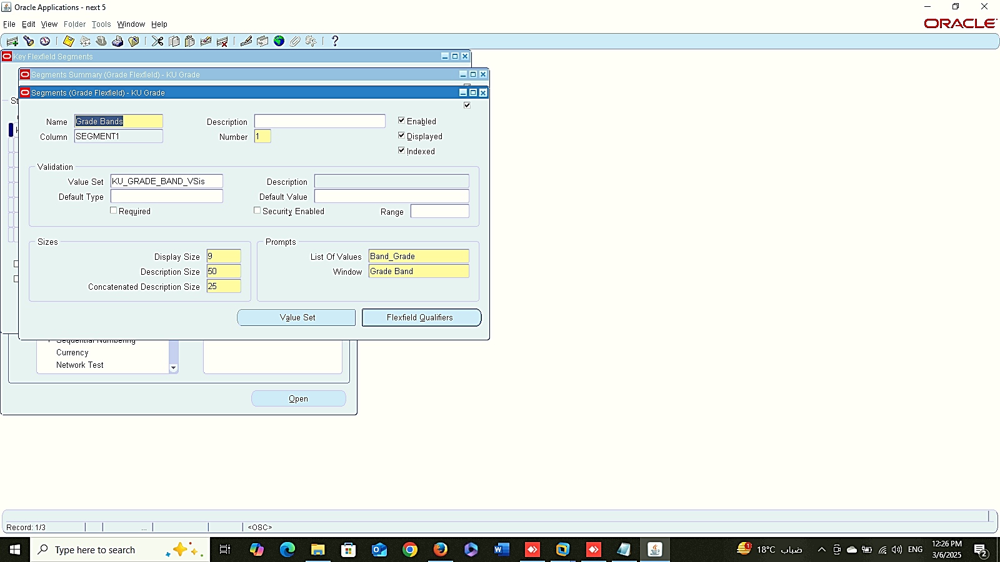 Oracle Applications - next 5
File Edit View Folder Tools Window Help
ORACLE
Key Flexfield Segments
Segments Summary (Grade Flexfield) - KU Grade
Segments (Grade Flexfield) - KU Grade
St
Name Grade Bands Description Enabled
Column SEGMENT1 Number 1 Displayed
Indexed
Validation
Value Set KU_GRADE_BAND_VSis Description
Default Type Default Value
Required Security Enabled Range
Sizes Prompts
Display Size 9 List Of Values Band_Grade
Description Size 50 Window Grade Band
Concatenated Description Size 25
Value Set Flexfield Qualifiers
Sequential Numbering
Currency
Network Test
Open
Record: 1/3 ... <OSC>
Type here to search 1 18°C ضباب ENG 12:26 PM
3/6/2025 2